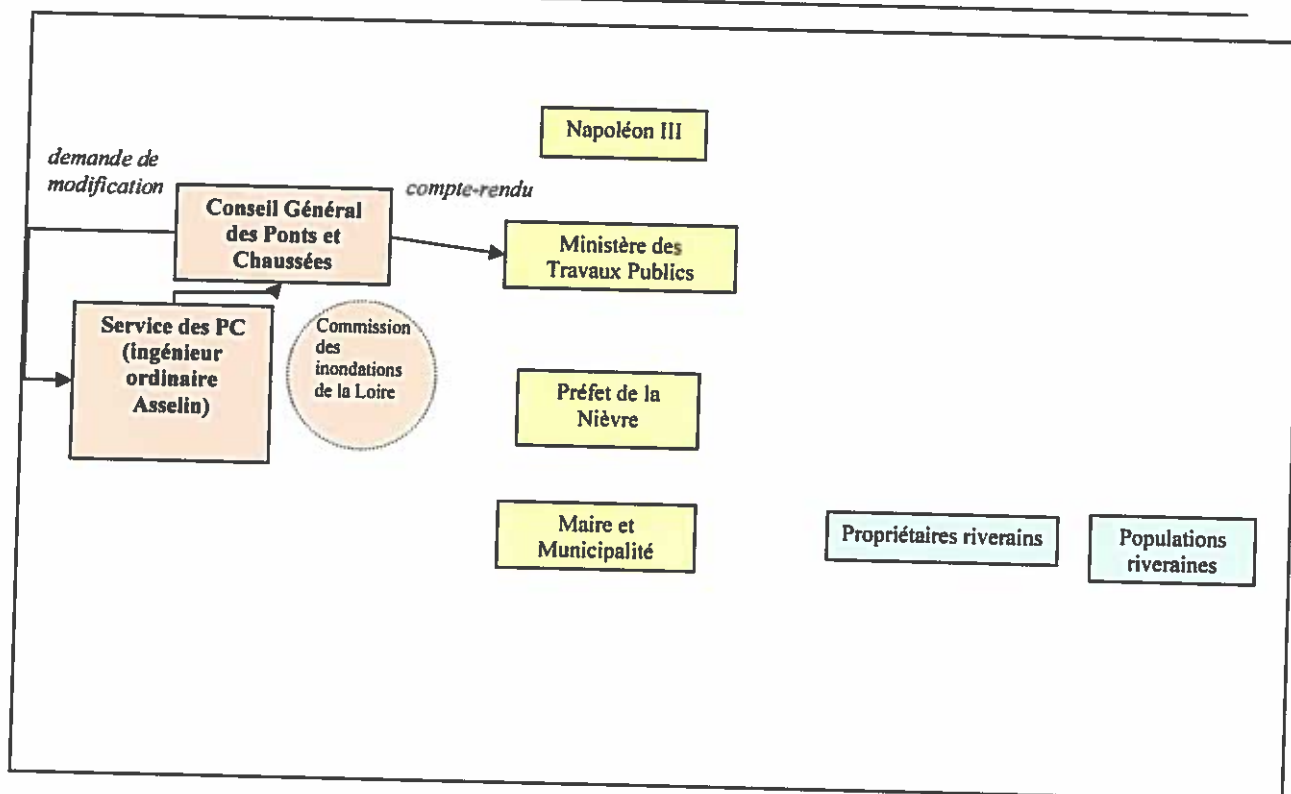 Napoléon III
demande de
modification
compte-rendu
Conseil Général
des Ponts et
Chaussées
Ministère des
Travaux Publics
Service des PC
(ingénieur
ordinaire
Asselin)
Commission
des
inondations
de la Loire
Préfet de la
Nièvre
Maire et
Municipalité
Propriétaires riverains
Populations
riveraines